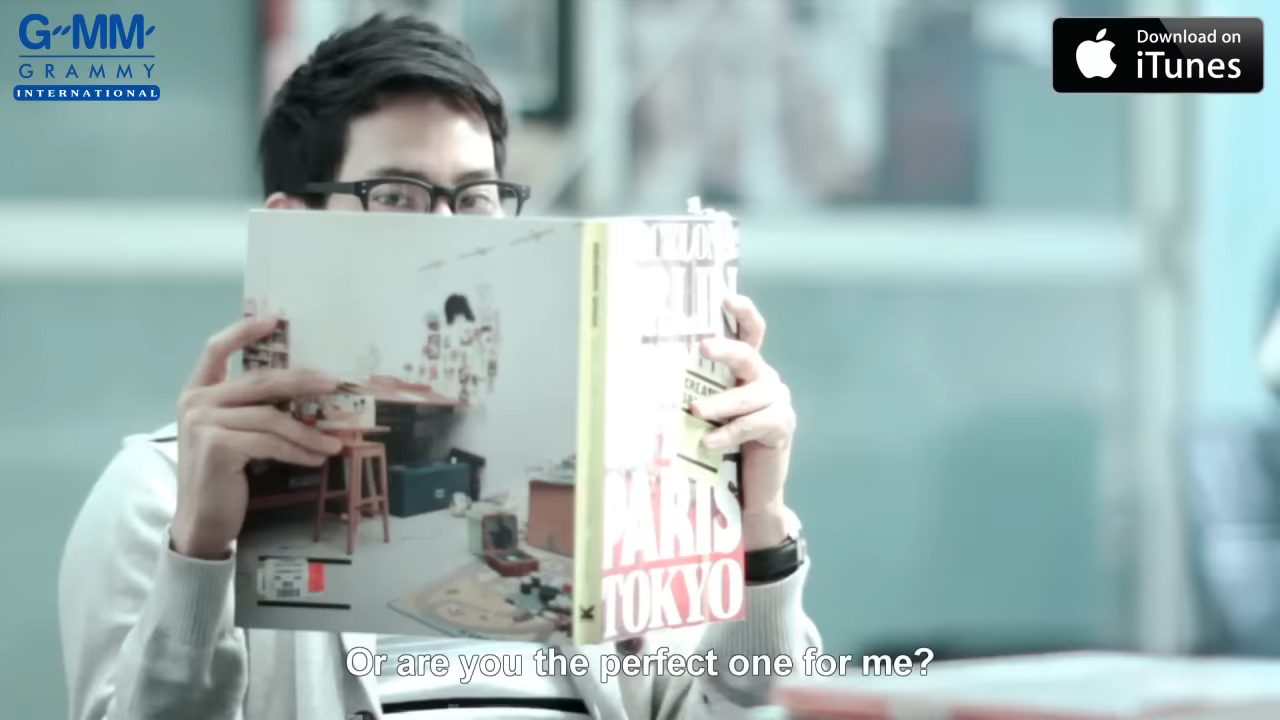 G-MM-
GRAMMY
INTERNATIONAL
Download on
iTunes
PARIS
TOKYO
Or are you the perfect one for me?